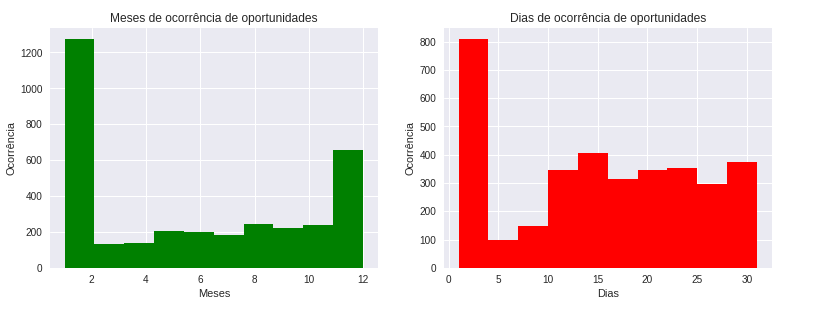 Meses de ocorrência de oportunidades
1200
1000
800
600
400
200
0
Ocorrência
2 4 6 8 10 12
Meses
Dias de ocorrência de oportunidades
800
700
600
500
400
300
200
100
0
Ocorrência
0 5 10 15 20 25 30
Dias